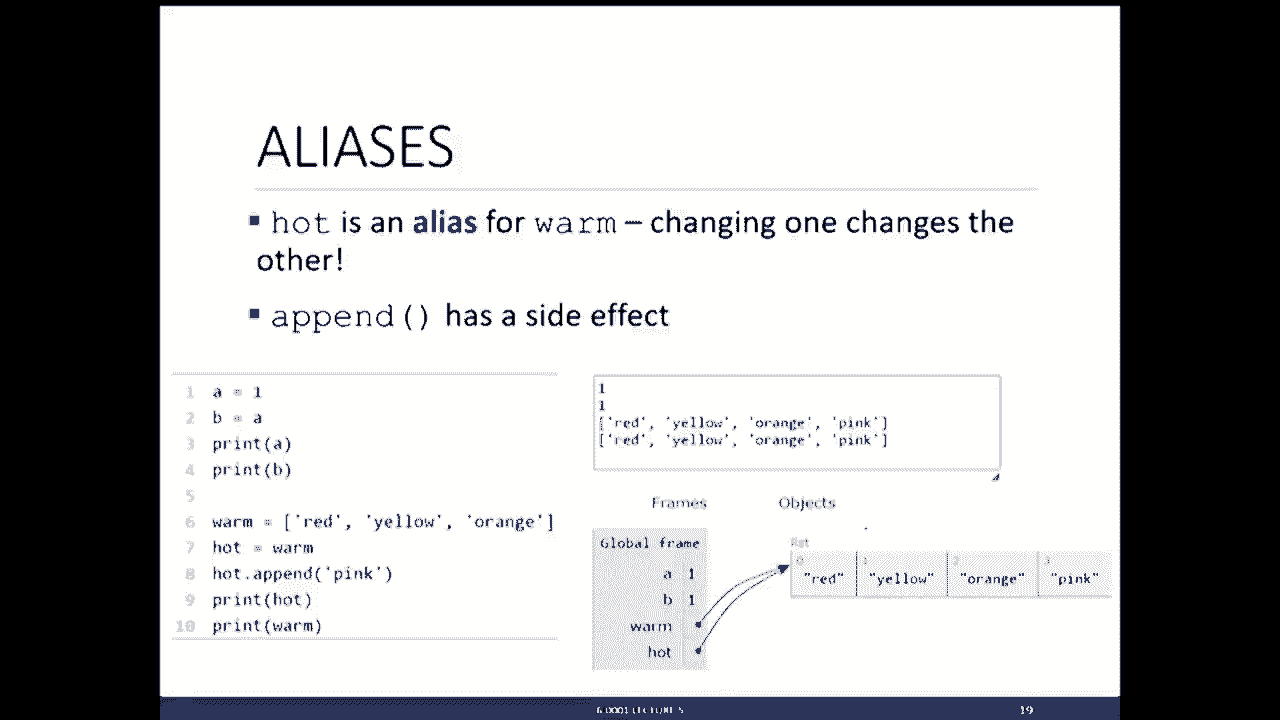 ALIASES
▪ hot is an alias for warm – changing one changes the
other!
▪ append() has a side effect
1 a = 1
2 b = a
3 print(a)
4 print(b)
5
6 warm = ['red', 'yellow', 'orange']
7 hot = warm
8 hot.append('pink')
9 print(hot)
10 print(warm)
1
1
['red', 'yellow', 'orange', 'pink']
['red', 'yellow', 'orange', 'pink']
Frames Objects
Global frame
a 1
b 1
warm
hot
list
0 1 2 3
"red" "yellow" "orange" "pink"
6.0001 LECTURE 5
19